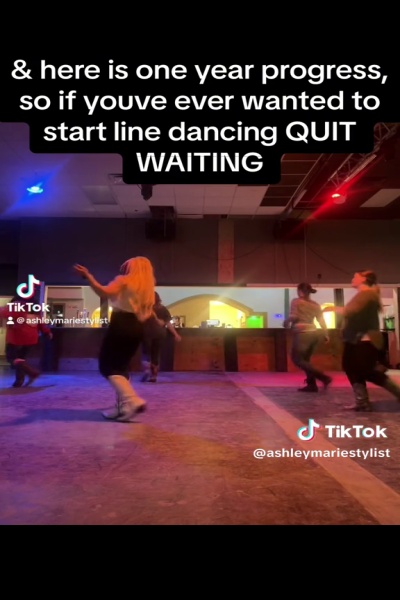 & here is one year progress,
so if youve ever wanted to
start line dancing QUIT
WAITING
TikTok
@ashleymariestylist
TikTok
@ashleymariestylist